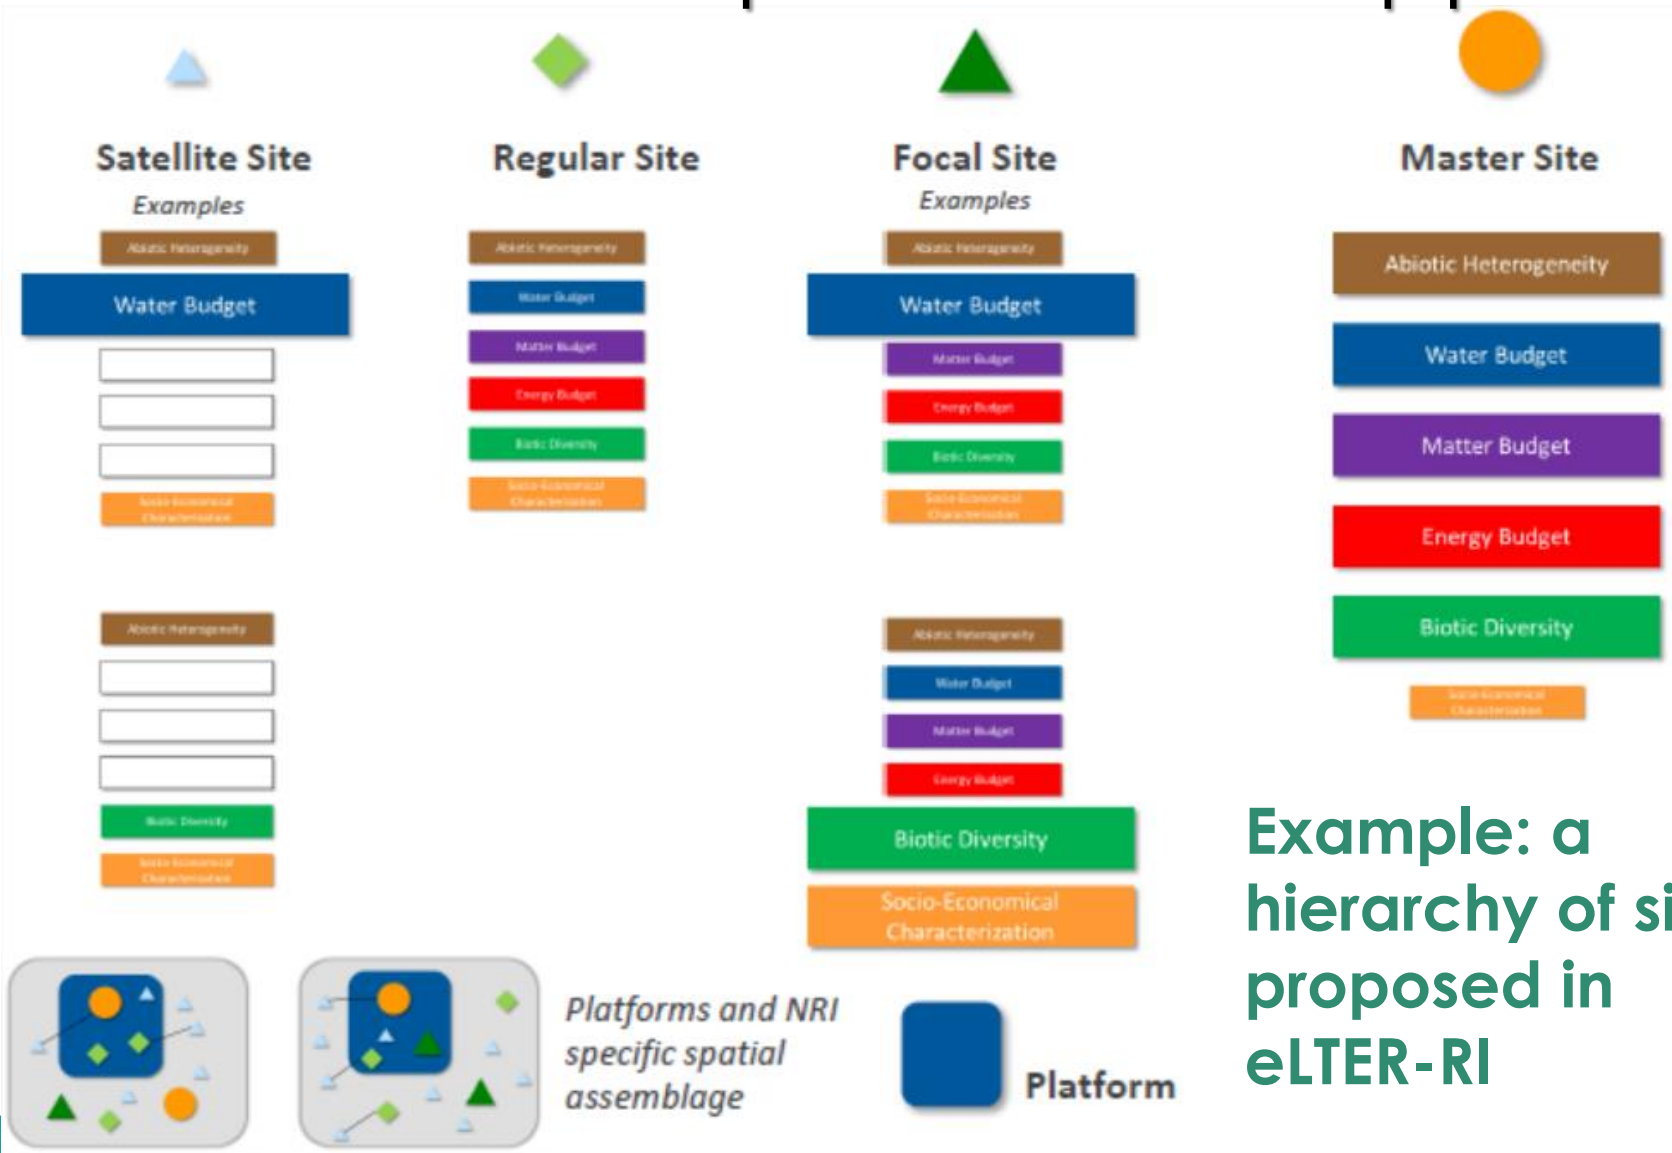 Satellite Site
Examples
Abiotic Heterogeneity
Water Budget
Socio-Economical
Characterization
Abiotic Heterogeneity
Biotic Diversity
Socio-Economical
Characterization
Regular Site
Abiotic Heterogeneity
Water Budget
Matter Budget
Energy Budget
Biotic Diversity
Socio-Economical
Characterization
Focal Site
Examples
Abiotic Heterogeneity
Water Budget
Matter Budget
Energy Budget
Biotic Diversity
Socio-Economical
Characterization
Abiotic Heterogeneity
Water Budget
Matter Budget
Energy Budget
Biotic Diversity
Socio-Economical
Characterization
Master Site
Abiotic Heterogeneity
Water Budget
Matter Budget
Energy Budget
Biotic Diversity
Socio-Economical
Characterization
Platforms and NRI
specific spatial
assemblage
Platform
Example: a
hierarchy of si
proposed in
eLTER-RI